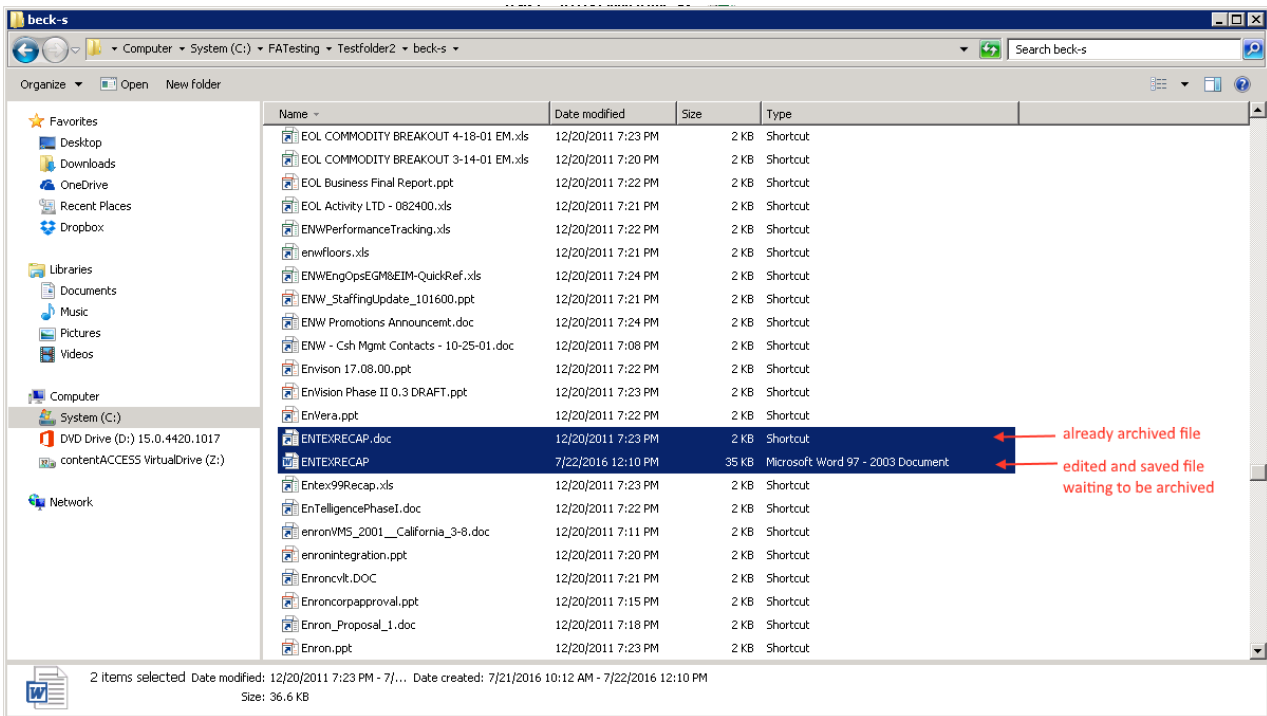 beck-s
Computer System (C:) FATesting Testfolder2 beck-s
Search beck-s
Organize Open New folder
Favorites
Desktop
Downloads
OneDrive
Recent Places
Dropbox
Libraries
Documents
Music
Pictures
Videos
Computer
System (C:)
DVD Drive (D:) 15.0.4420.1017
contentACCESS VirtualDrive (Z:)
Network
Name Date modified Size Type
EOL COMMODITY BREAKOUT 4-18-01 EM.xls 12/20/2011 7:23 PM 2 KB Shortcut
EOL COMMODITY BREAKOUT 3-14-01 EM.xls 12/20/2011 7:20 PM 2 KB Shortcut
EOL Business Final Report.ppt 12/20/2011 7:22 PM 2 KB Shortcut
EOL Activity LTD - 082400.xls 12/20/2011 7:21 PM 2 KB Shortcut
ENWPerformanceTracking.xls 12/20/2011 7:22 PM 2 KB Shortcut
enwfloors.xls 12/20/2011 7:21 PM 2 KB Shortcut
ENWEngOpsEGM&EIM-QuickRef.xls 12/20/2011 7:24 PM 2 KB Shortcut
ENW_StaffingUpdate_101600.ppt 12/20/2011 7:21 PM 2 KB Shortcut
ENW Promotions Announcemt.doc 12/20/2011 7:24 PM 2 KB Shortcut
ENW - Csh Mgmt Contacts - 10-25-01.doc 12/20/2011 7:08 PM 2 KB Shortcut
Envison 17.08.00.ppt 12/20/2011 7:22 PM 2 KB Shortcut
EnVision Phase II 0.3 DRAFT.ppt 12/20/2011 7:23 PM 2 KB Shortcut
EnVera.ppt 12/20/2011 7:22 PM 2 KB Shortcut
ENTEXRECAP.doc 12/20/2011 7:23 PM 2 KB Shortcut
already archived file
ENTEXRECAP 7/22/2016 12:10 PM 35 KB Microsoft Word 97 - 2003 Document
edited and saved file
waiting to be archived
Entex99Recap.xls 12/20/2011 7:23 PM 2 KB Shortcut
EnTelligencePhaseI.doc 12/20/2011 7:22 PM 2 KB Shortcut
enronVMS_2001__California_3-8.doc 12/20/2011 7:11 PM 2 KB Shortcut
enronintegration.ppt 12/20/2011 7:20 PM 2 KB Shortcut
Enroncvlt.DOC 12/20/2011 7:21 PM 2 KB Shortcut
Enroncorpapproval.ppt 12/20/2011 7:15 PM 2 KB Shortcut
Enron_Proposal_1.doc 12/20/2011 7:18 PM 2 KB Shortcut
Enron.ppt 12/20/2011 7:23 PM 2 KB Shortcut
2 items selected Date modified: 12/20/2011 7:23 PM - 7/... Date created: 7/21/2016 10:12 AM - 7/22/2016 12:10 PM
Size: 36.6 KB